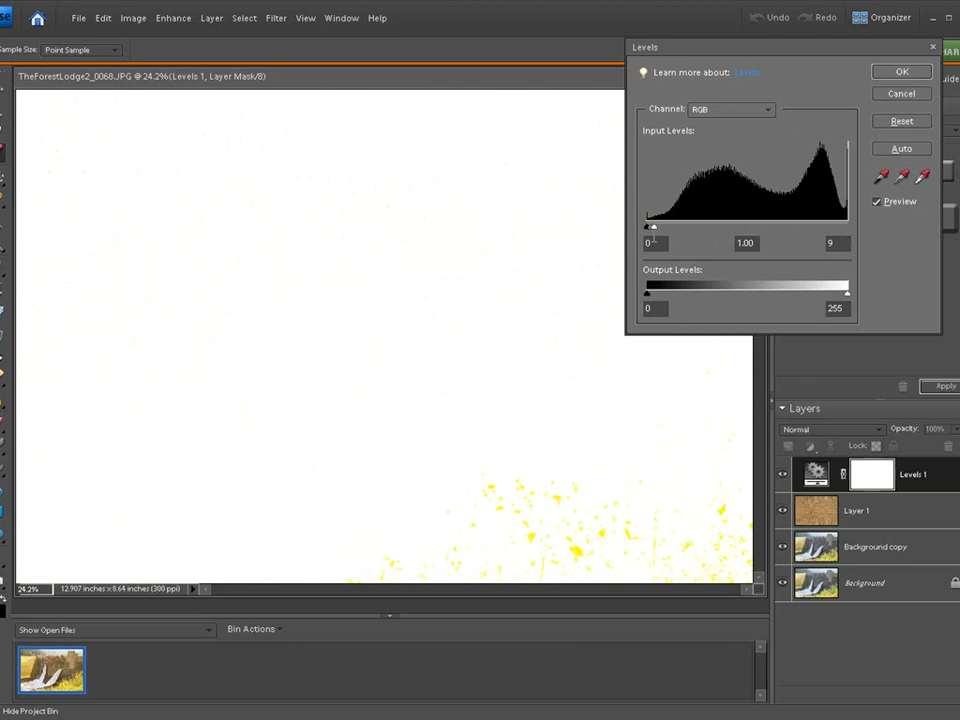 se
File Edit Image Enhance Layer Select Filter View Window Help
Undo Redo Organizer
Sample Size: Point Sample
TheForestLodge2_0068.JPG @ 24.2%(Levels 1, Layer Mask/8)
Levels
Learn more about: Levels
OK
Cancel
Channel: RGB
Reset
Input Levels:
Auto
Preview
0 1.00 9
Output Levels:
0 255
HAR
uide
Apply
Layers
Normal Opacity: 100%
Lock:
Levels 1
Layer 1
Background copy
Background
24.2% 12.907 inches x 8.64 inches (300 ppi)
Show Open Files Bin Actions
Hide Project Bin